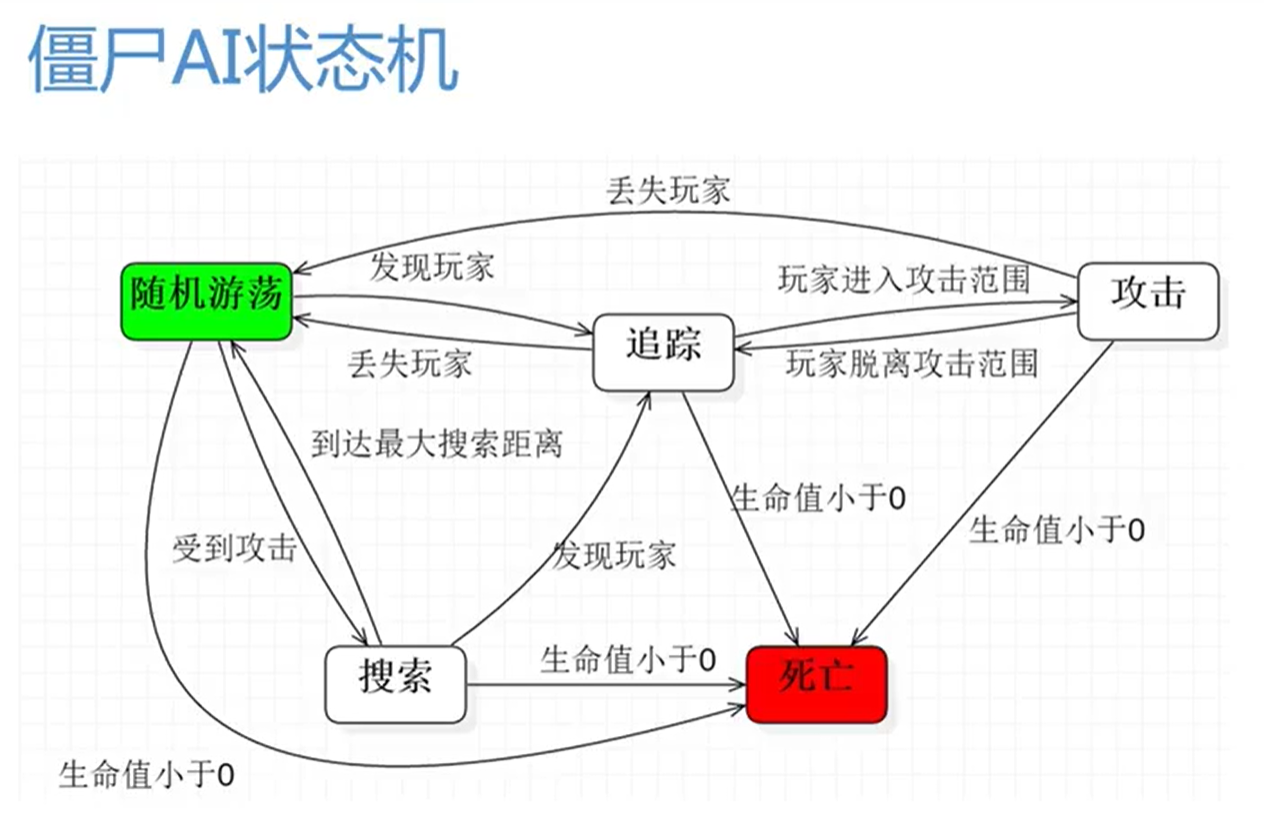 僵尸AI状态机
丢失玩家
发现玩家
玩家进入攻击范围
随机游荡
攻击
追踪
丢失玩家
玩家脱离攻击范围
到达最大搜索距离
生命值小于0
生命值小于0
受到攻击
发现玩家
生命值小于0
搜索
死亡
生命值小于0